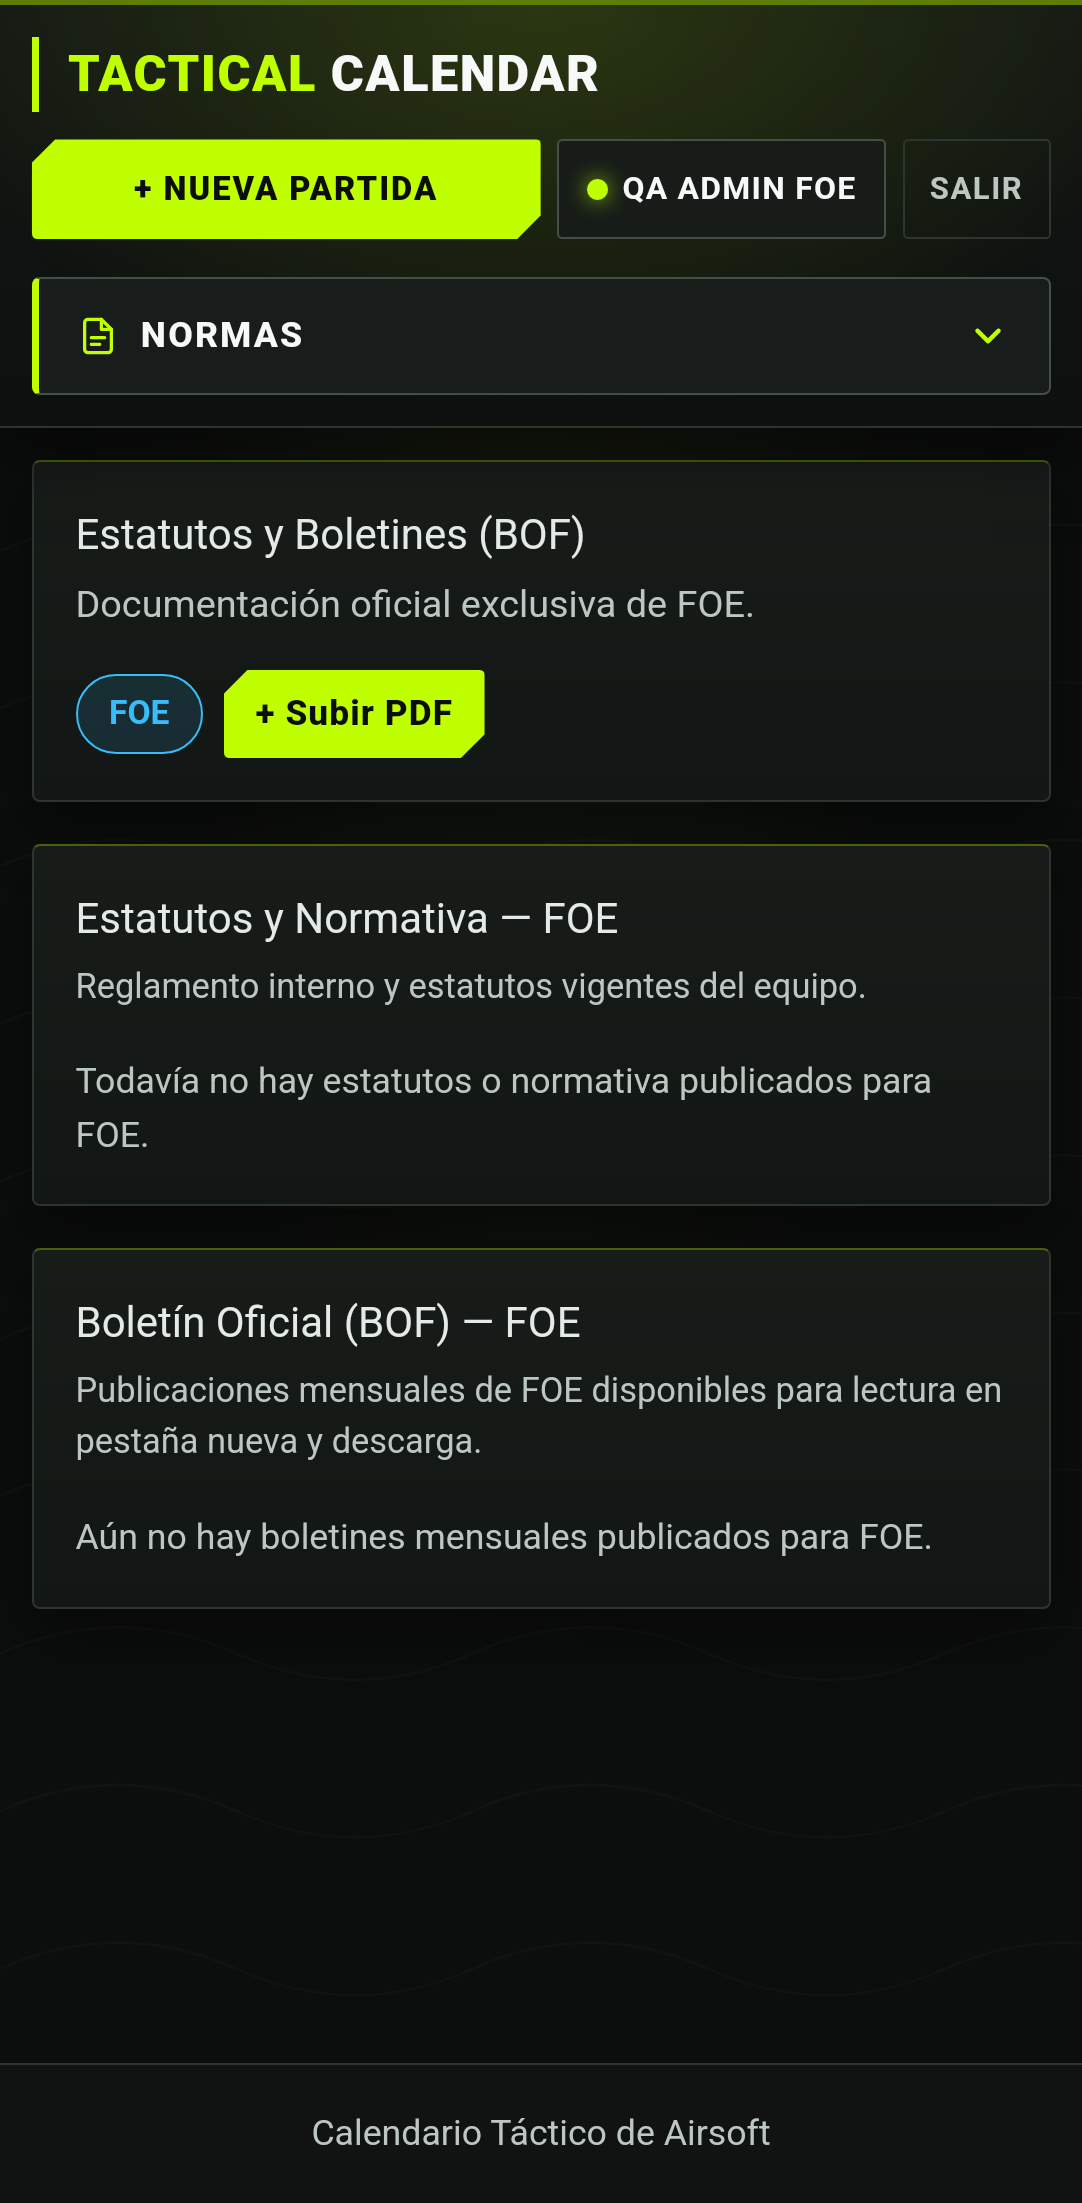 TACTICAL CALENDAR
+ NUEVA PARTIDA
QA ADMIN FOE
SALIR
NORMAS
Estatutos y Boletines (BOF)
Documentación oficial exclusiva de FOE.
FOE
+ Subir PDF
Estatutos y Normativa — FOE
Reglamento interno y estatutos vigentes del equipo.
Todavía no hay estatutos o normativa publicados para
FOE.
Boletín Oficial (BOF) — FOE
Publicaciones mensuales de FOE disponibles para lectura en
pestaña nueva y descarga.
Aún no hay boletines mensuales publicados para FOE.
Calendario Táctico de Airsoft